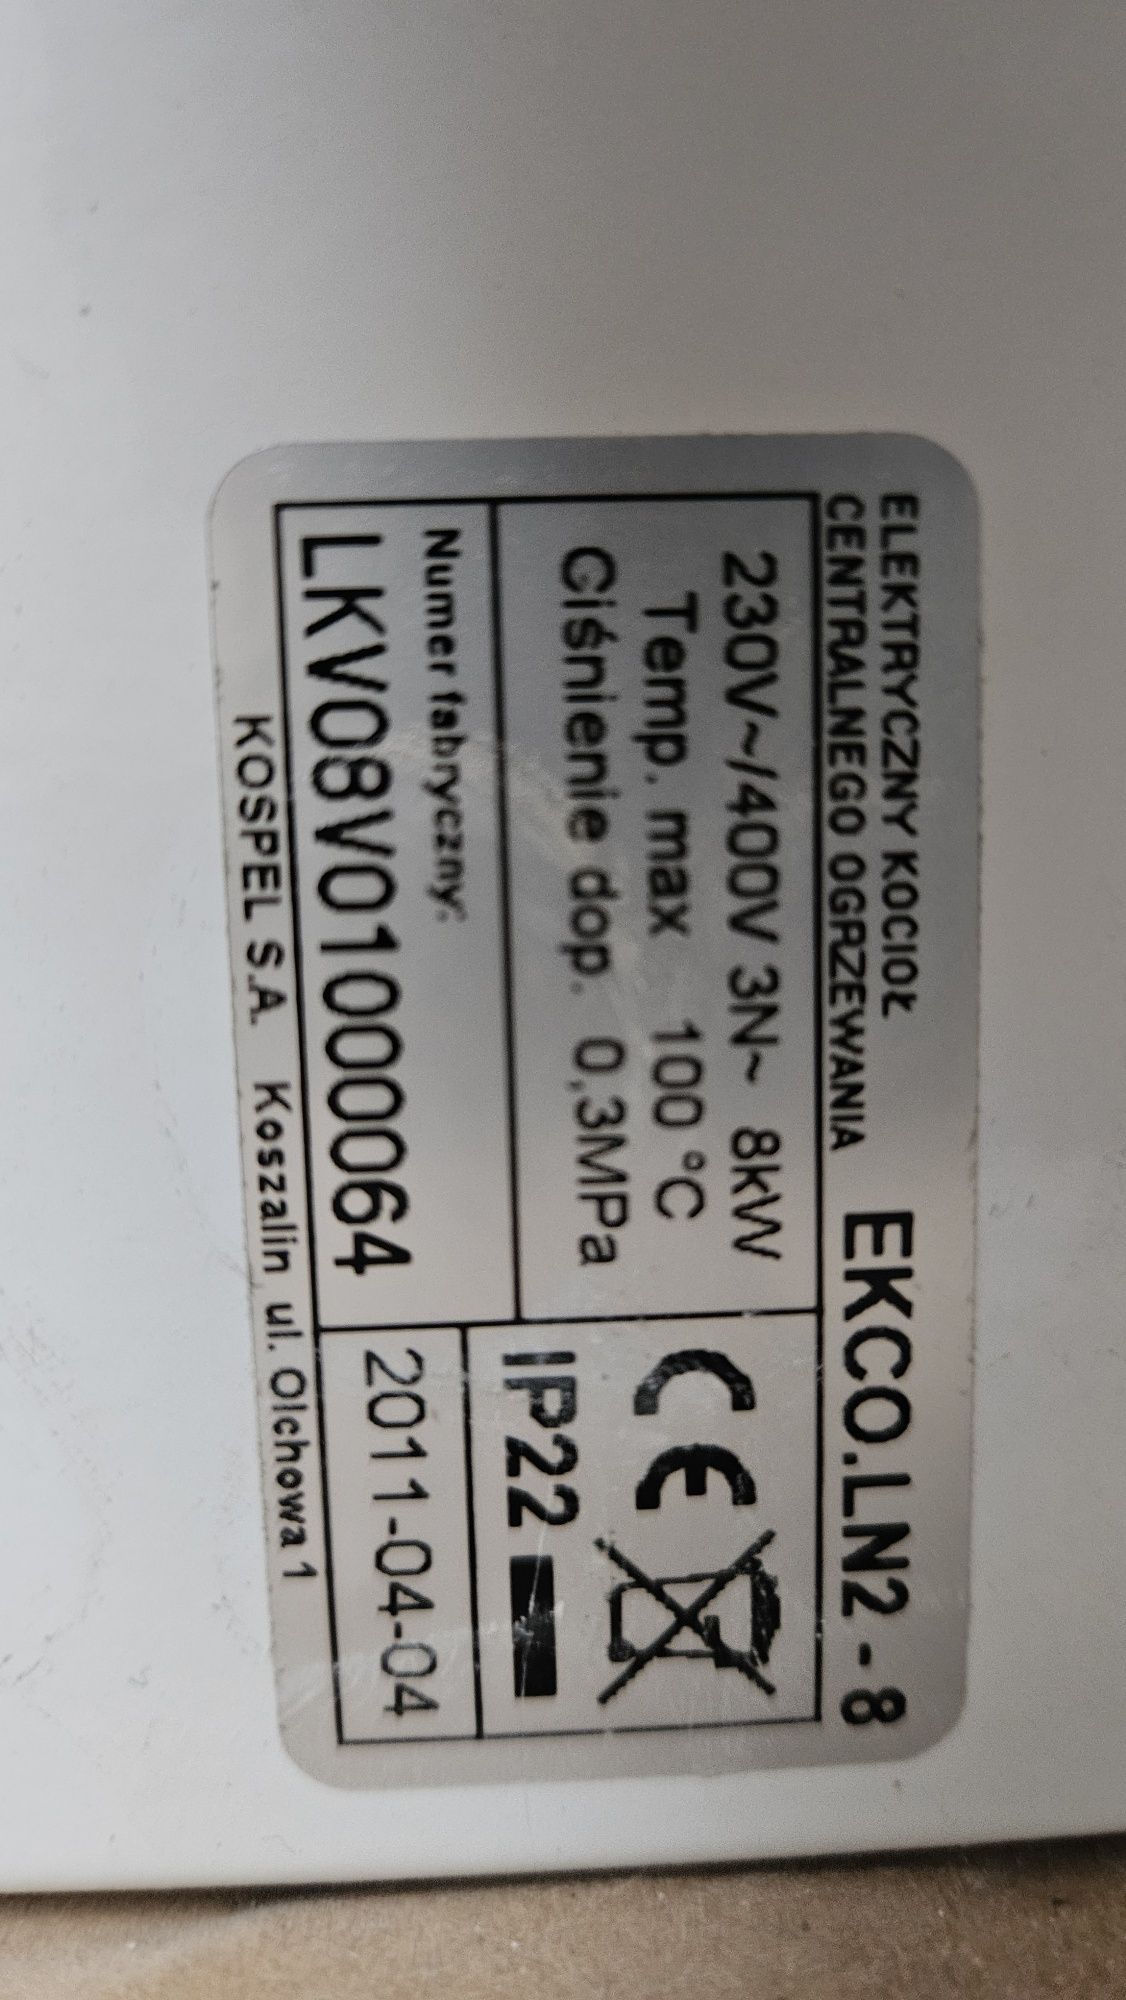 ELEKTRYCZNY KOCIOŁ
CENTRALNEGO OGRZEWANIA EKCO.LN2 - 8
230V~/400V 3N~ 8kW
Temp. max 100 °C
Ciśnienie dop. 0,3MPa
CE
IP22
Numer fabryczny:
LKV08V01000064
2011-04-04
KOSPEL S.A. Koszalin ul. Olchowa 1